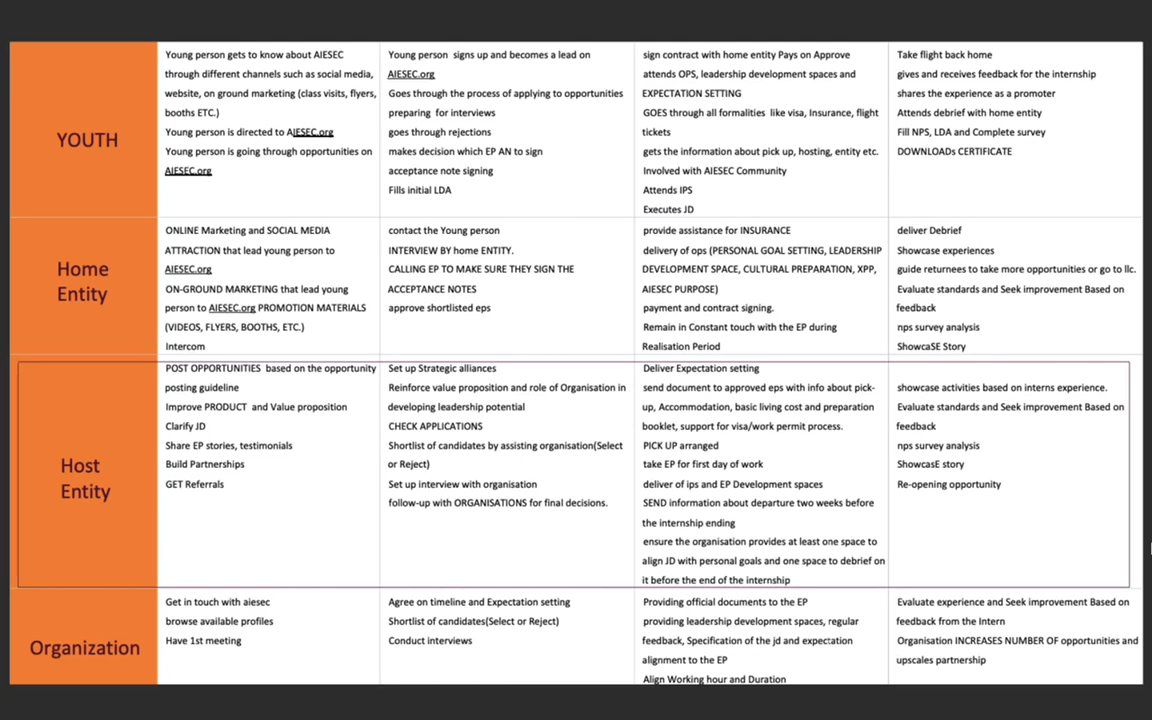 YOUTH
Young person gets to know about AIESEC
through different channels such as social media,
website, on ground marketing (class visits, flyers,
booths ETC.)
Young person is directed to AIESEC.org
Young person is going through opportunities on
AIESEC.org
Young person  signs up and becomes a lead on
AIESEC.org
Goes through the process of applying to opportunities
preparing  for interviews
goes through rejections
makes decision which EP AN to sign
acceptance note signing
Fills initial LDA
sign contract with home entity Pays on Approve
attends OPS, leadership development spaces and
EXPECTATION SETTING
GOES through all formalities  like visa, Insurance, flight
tickets
gets the information about pick up, hosting, entity etc.
Involved with AIESEC Community
Attends IPS
Executes JD
Take flight back home
gives and receives feedback for the internship
shares the experience as a promoter
Attends debrief with home entity
Fill NPS, LDA and Complete survey
DOWNLOADs CERTIFICATE
Home
Entity
ONLINE Marketing and SOCIAL MEDIA
ATTRACTION that lead young person to
AIESEC.org
ON-GROUND MARKETING that lead young
person to AIESEC.org PROMOTION MATERIALS
(VIDEOS, FLYERS, BOOTHS, ETC.)
Intercom
contact the Young person
INTERVIEW BY home ENTITY.
CALLING EP TO MAKE SURE THEY SIGN THE
ACCEPTANCE NOTES
approve shortlisted eps
provide assistance for INSURANCE
delivery of ops (PERSONAL GOAL SETTING, LEADERSHIP
DEVELOPMENT SPACE, CULTURAL PREPARATION, XPP,
AIESEC PURPOSE)
payment and contract signing.
Remain in Constant touch with the EP during
Realisation Period
deliver Debrief
Showcase experiences
guide returnees to take more opportunities or go to llc.
Evaluate standards and Seek improvement Based on
feedback
nps survey analysis
ShowcaSE Story
Host
Entity
POST OPPORTUNITIES  based on the opportunity
posting guideline
Improve PRODUCT  and Value proposition
Clarify JD
Share EP stories, testimonials
Build Partnerships
GET Referrals
Set up Strategic alliances
Reinforce value proposition and role of Organisation in
developing leadership potential
CHECK APPLICATIONS
Shortlist of candidates by assisting organisation(Select
or Reject)
Set up interview with organisation
follow-up with ORGANISATIONS for final decisions.
Deliver Expectation setting
send document to approved eps with info about pick-
up, Accommodation, basic living cost and preparation
booklet, support for visa/work permit process.
PICK UP arranged
take EP for first day of work
deliver of ips and EP Development spaces
SEND information about departure two weeks before
the internship ending
ensure the organisation provides at least one space to
align JD with personal goals and one space to debrief on
it before the end of the internship
showcase activities based on interns experience.
Evaluate standards and Seek improvement Based on
feedback
nps survey analysis
ShowcasE story
Re-opening opportunity
Organization
Get in touch with aiesec
browse available profiles
Have 1st meeting
Agree on timeline and Expectation setting
Shortlist of candidates(Select or Reject)
Conduct interviews
Providing official documents to the EP
providing leadership development spaces, regular
feedback, Specification of the jd and expectation
alignment to the EP
Align Working hour and Duration
Evaluate experience and Seek improvement Based on
feedback from the Intern
Organisation INCREASES NUMBER OF opportunities and
upscales partnership